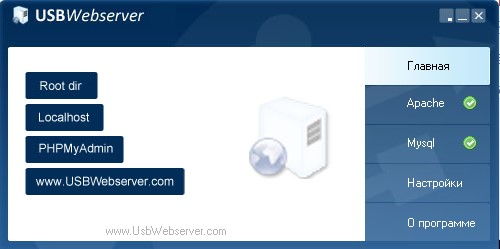 USBWebserver
Root dir
Localhost
PHPMyAdmin
www.USBWebserver.com
www.UsbWebserver.com
Главная
Apache
Mysql
Настройки
О программе